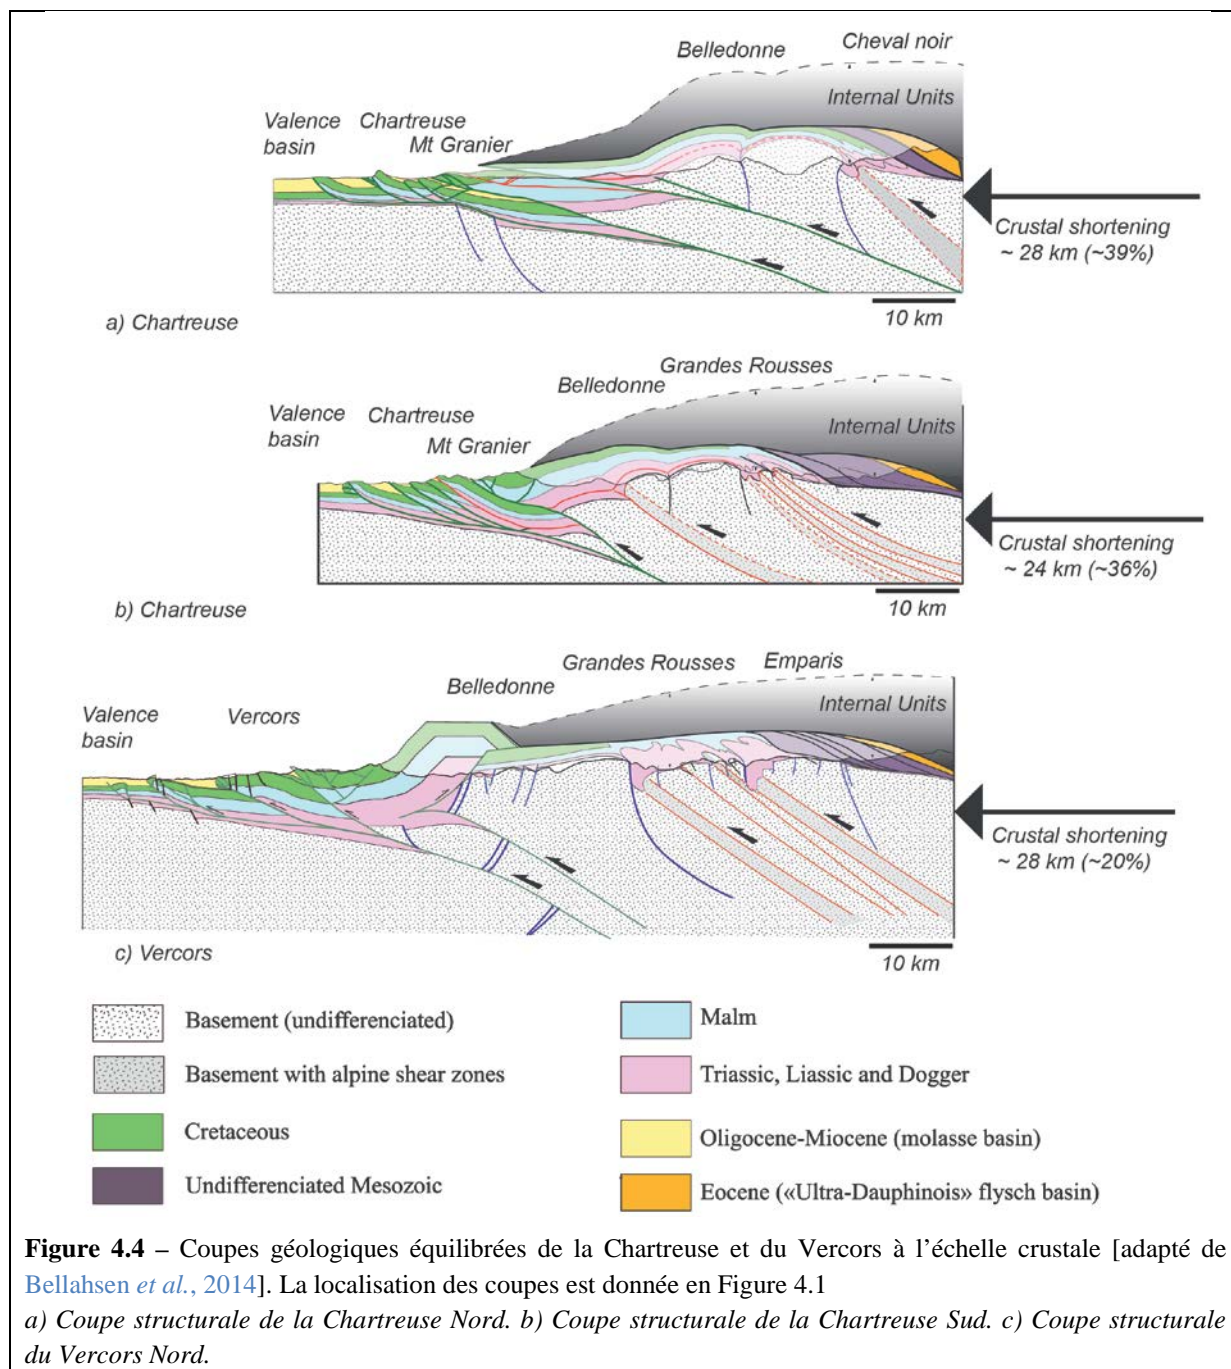 Belledonne
Cheval noir
Internal Units
Valence
basin
Chartreuse
Mt Granier
Crustal shortening
~ 28 km (~39%)
10 km
a) Chartreuse
Grandes Rousses
Belledonne
Valence
basin
Chartreuse
Mt Granier
Internal Units
Crustal shortening
~ 24 km (~36%)
10 km
b) Chartreuse
Grandes Rousses
Emparis
Belledonne
Internal Units
Valence
basin
Vercors
Crustal shortening
~ 28 km (~20%)
10 km
c) Vercors
Basement (undifferenciated)
Malm
Basement with alpine shear zones
Triassic, Liassic and Dogger
Cretaceous
Oligocene-Miocene (molasse basin)
Undifferenciated Mesozoic
Eocene («Ultra-Dauphinois» flysch basin)
Figure 4.4 – Coupes géologiques équilibrées de la Chartreuse et du Vercors à l'échelle crustale [adapté de
Bellahsen et al., 2014]. La localisation des coupes est donnée en Figure 4.1
a) Coupe structurale de la Chartreuse Nord. b) Coupe structurale de la Chartreuse Sud. c) Coupe structurale
du Vercors Nord.